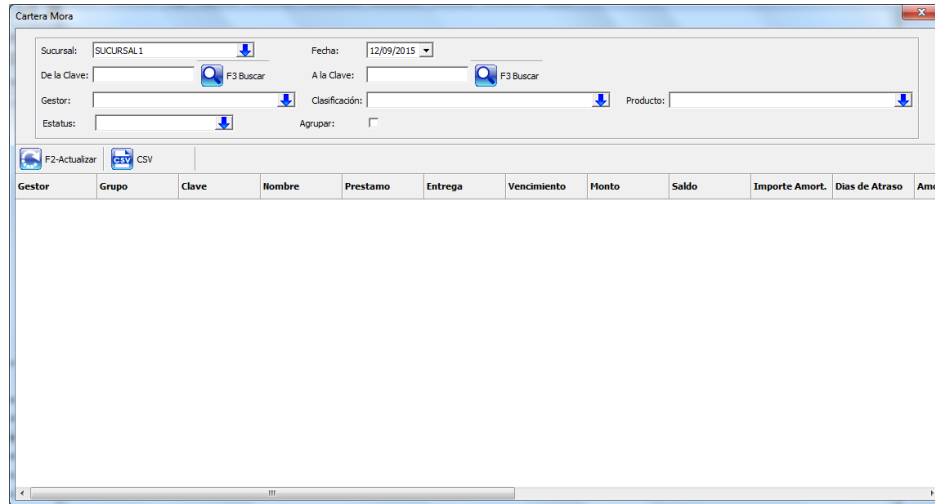 Cartera Mora
Sucursal: SUCURSAL1 Fecha: 12/09/2015
De la Clave: F3 Buscar A la Clave: F3 Buscar
Gestor: Clasificación: Producto:
Estatus: Agrupar:
F2-Actualizar CSV CSV
Gestor Grupo Clave Nombre Prestamo Entrega Vencimiento Monto Saldo Importe Amort. Dias de Atraso Amo